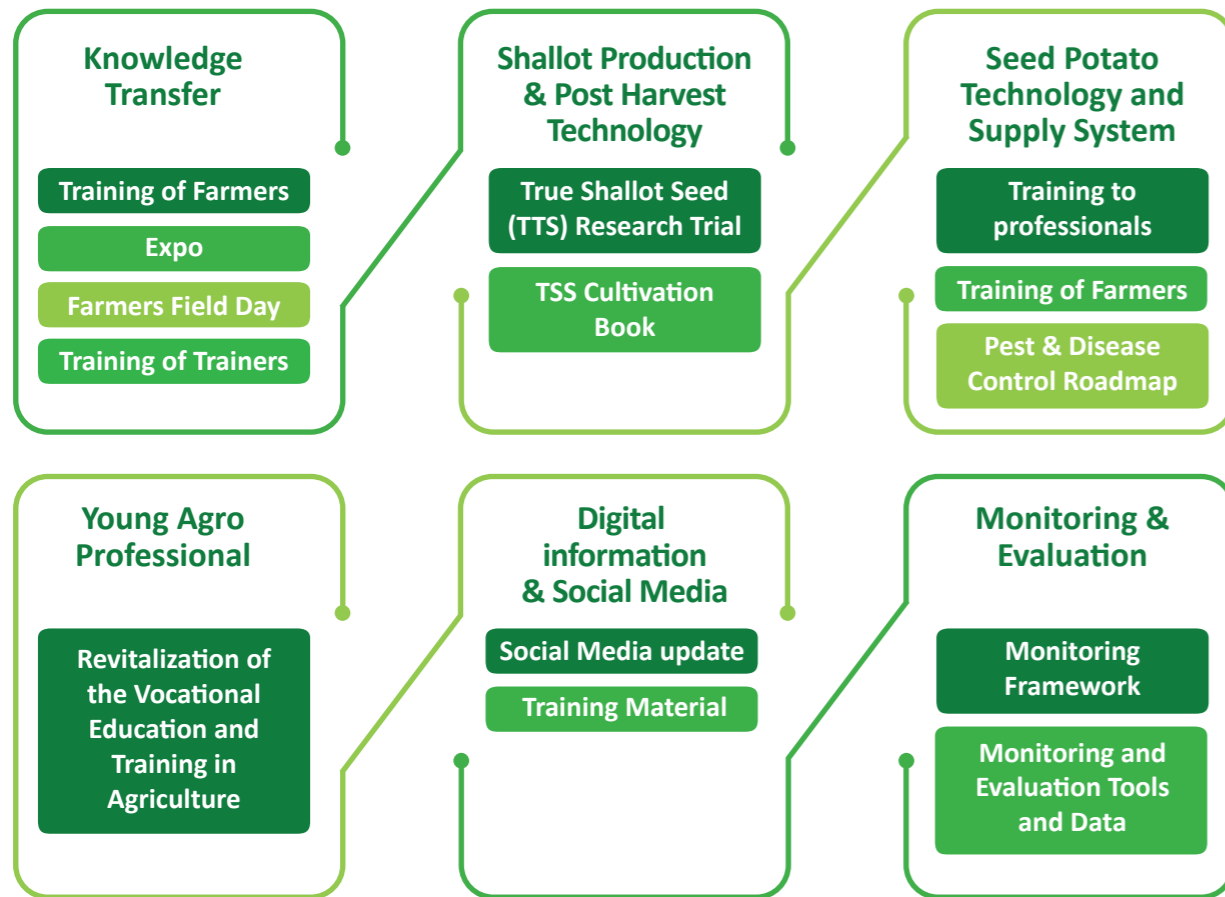 Knowledge
Transfer
Training of Farmers
Expo
Farmers Field Day
Training of Trainers
Shallot Production
& Post Harvest
Technology
True Shallot Seed
(TTS) Research Trial
TSS Cultivation
Book
Seed Potato
Technology and
Supply System
Training to
professionals
Training of Farmers
Pest & Disease
Control Roadmap
Young Agro
Professional
Revitalization of
the Vocational
Education and
Training in
Agriculture
Digital
information
& Social Media
Social Media update
Training Material
Monitoring &
Evaluation
Monitoring
Framework
Monitoring and
Evaluation Tools
and Data